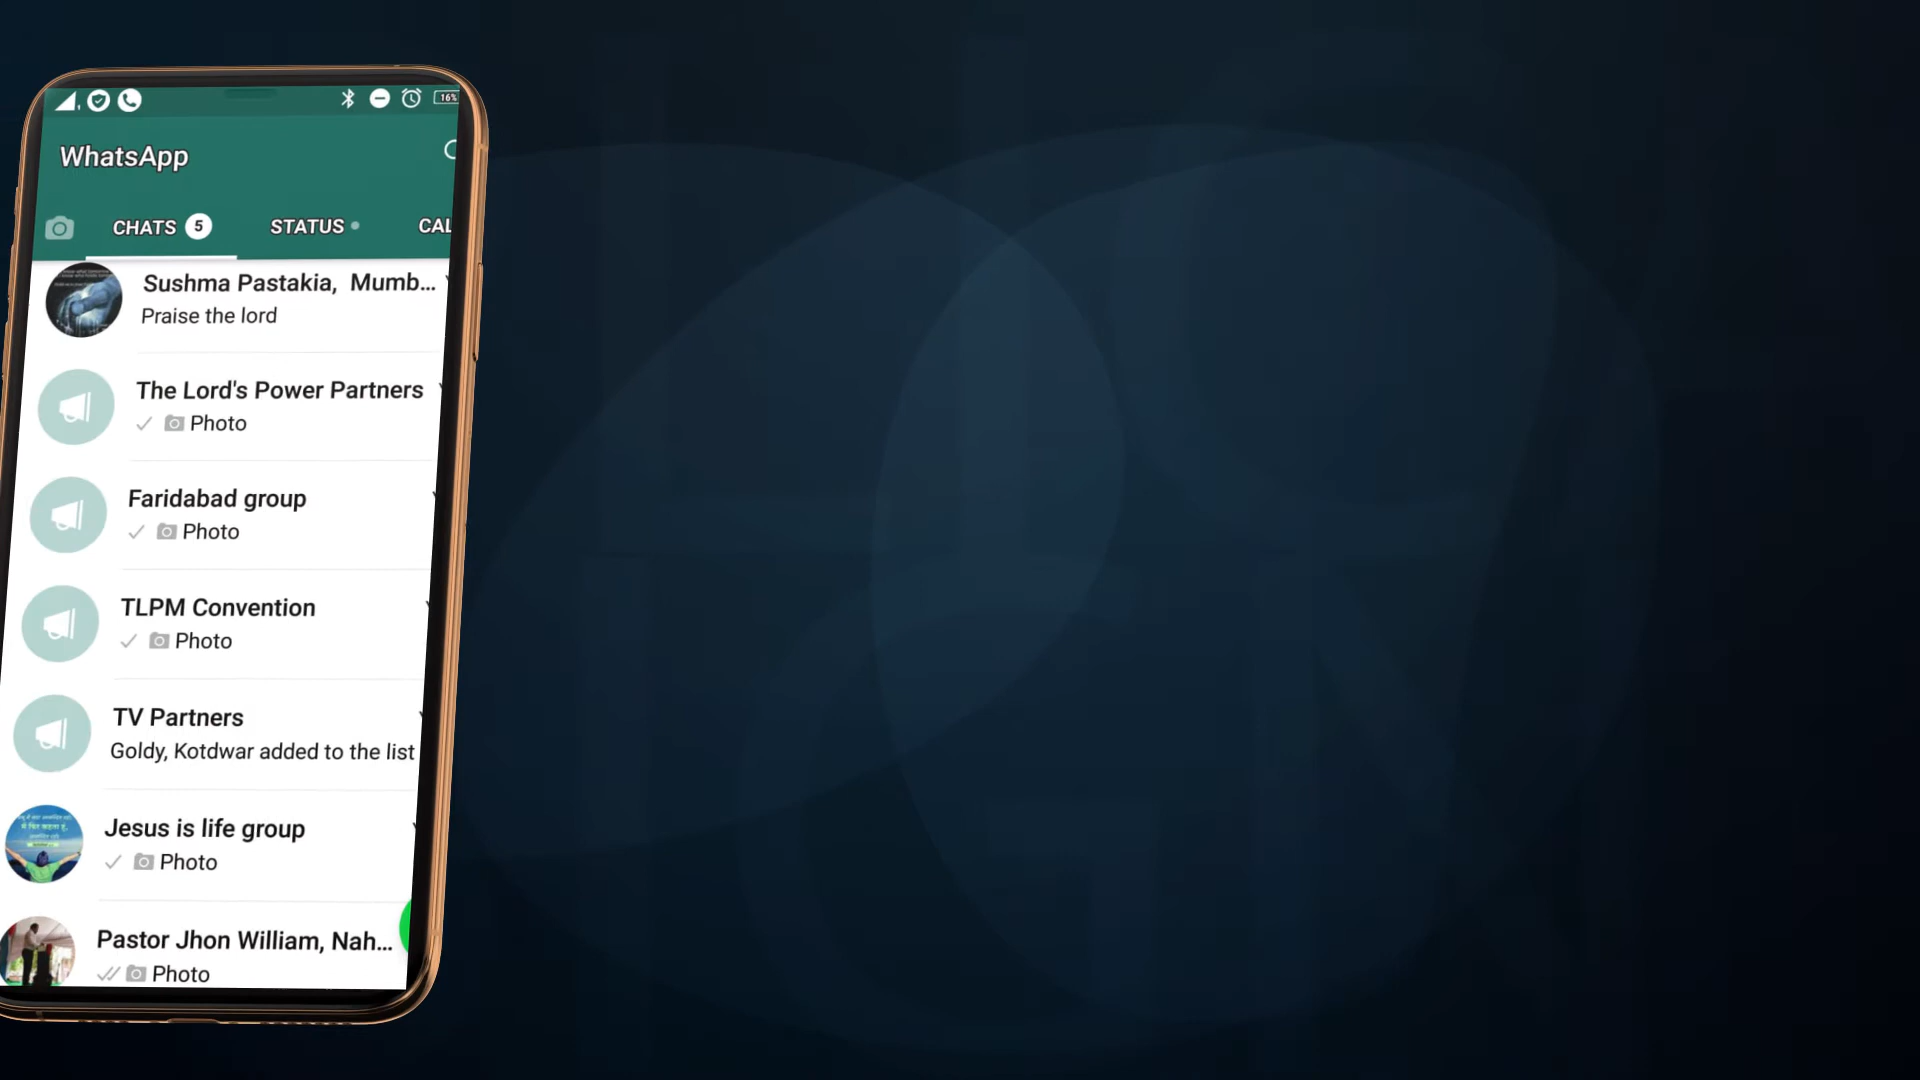 16%
WhatsApp
CHATS 5 STATUS CAL
Sushma Pastakia, Mumb...
Praise the lord
The Lord's Power Partners
Photo
Faridabad group
Photo
TLPM Convention
Photo
TV Partners
Goldy, Kotdwar added to the list
Jesus is life group
Photo
Pastor Jhon William, Nah...
Photo